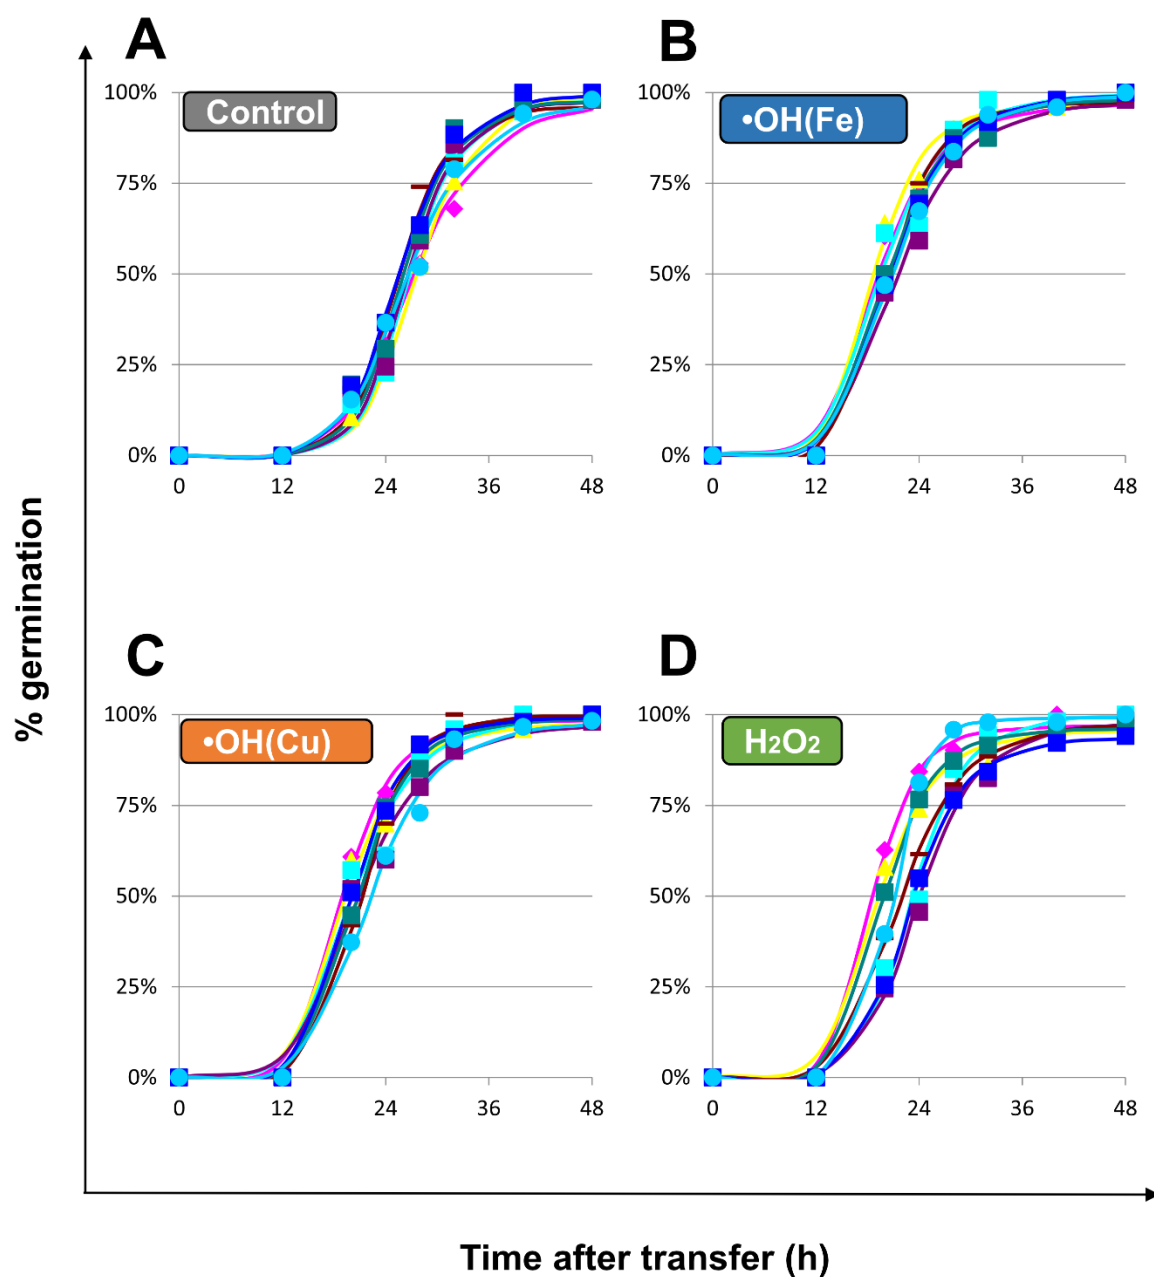 A
B
Control
•OH(Fe)
100%
75%
50%
25%
0%
0 12 24 36 48
100%
75%
50%
25%
0%
0 12 24 36 48
% germination
C
D
•OH(Cu)
H2O2
100%
75%
50%
25%
0%
0 12 24 36 48
100%
75%
50%
25%
0%
0 12 24 36 48
Time after transfer (h)